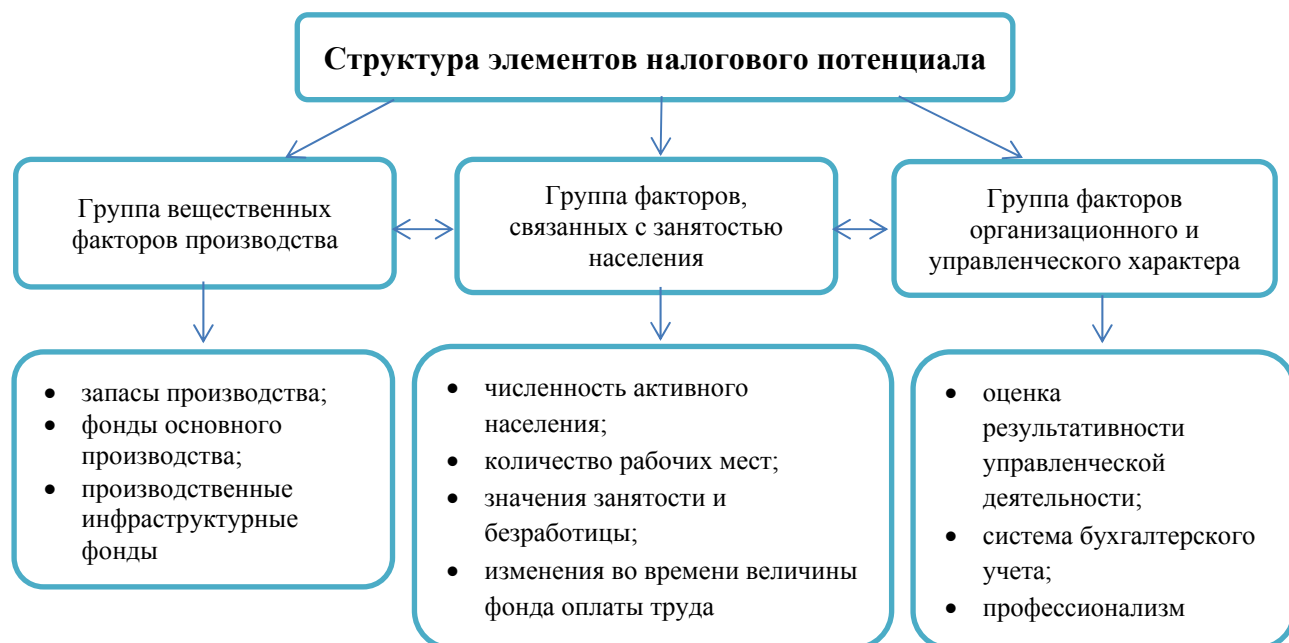 Структура элементов налогового потенциала
Группа вещественных
факторов производства
Группа факторов,
связанных с занятостью
населения
Группа факторов
организационного и
управленческого характера
• запасы производства;
• фонды основного
производства;
• производственные
инфраструктурные
фонды
• численность активного
населения;
• количество рабочих мест;
• значения занятости и
безработицы;
• изменения во времени величины
фонда оплаты труда
• оценка
результативности
управленческой
деятельности;
• система бухгалтерского
учета;
• профессионализм